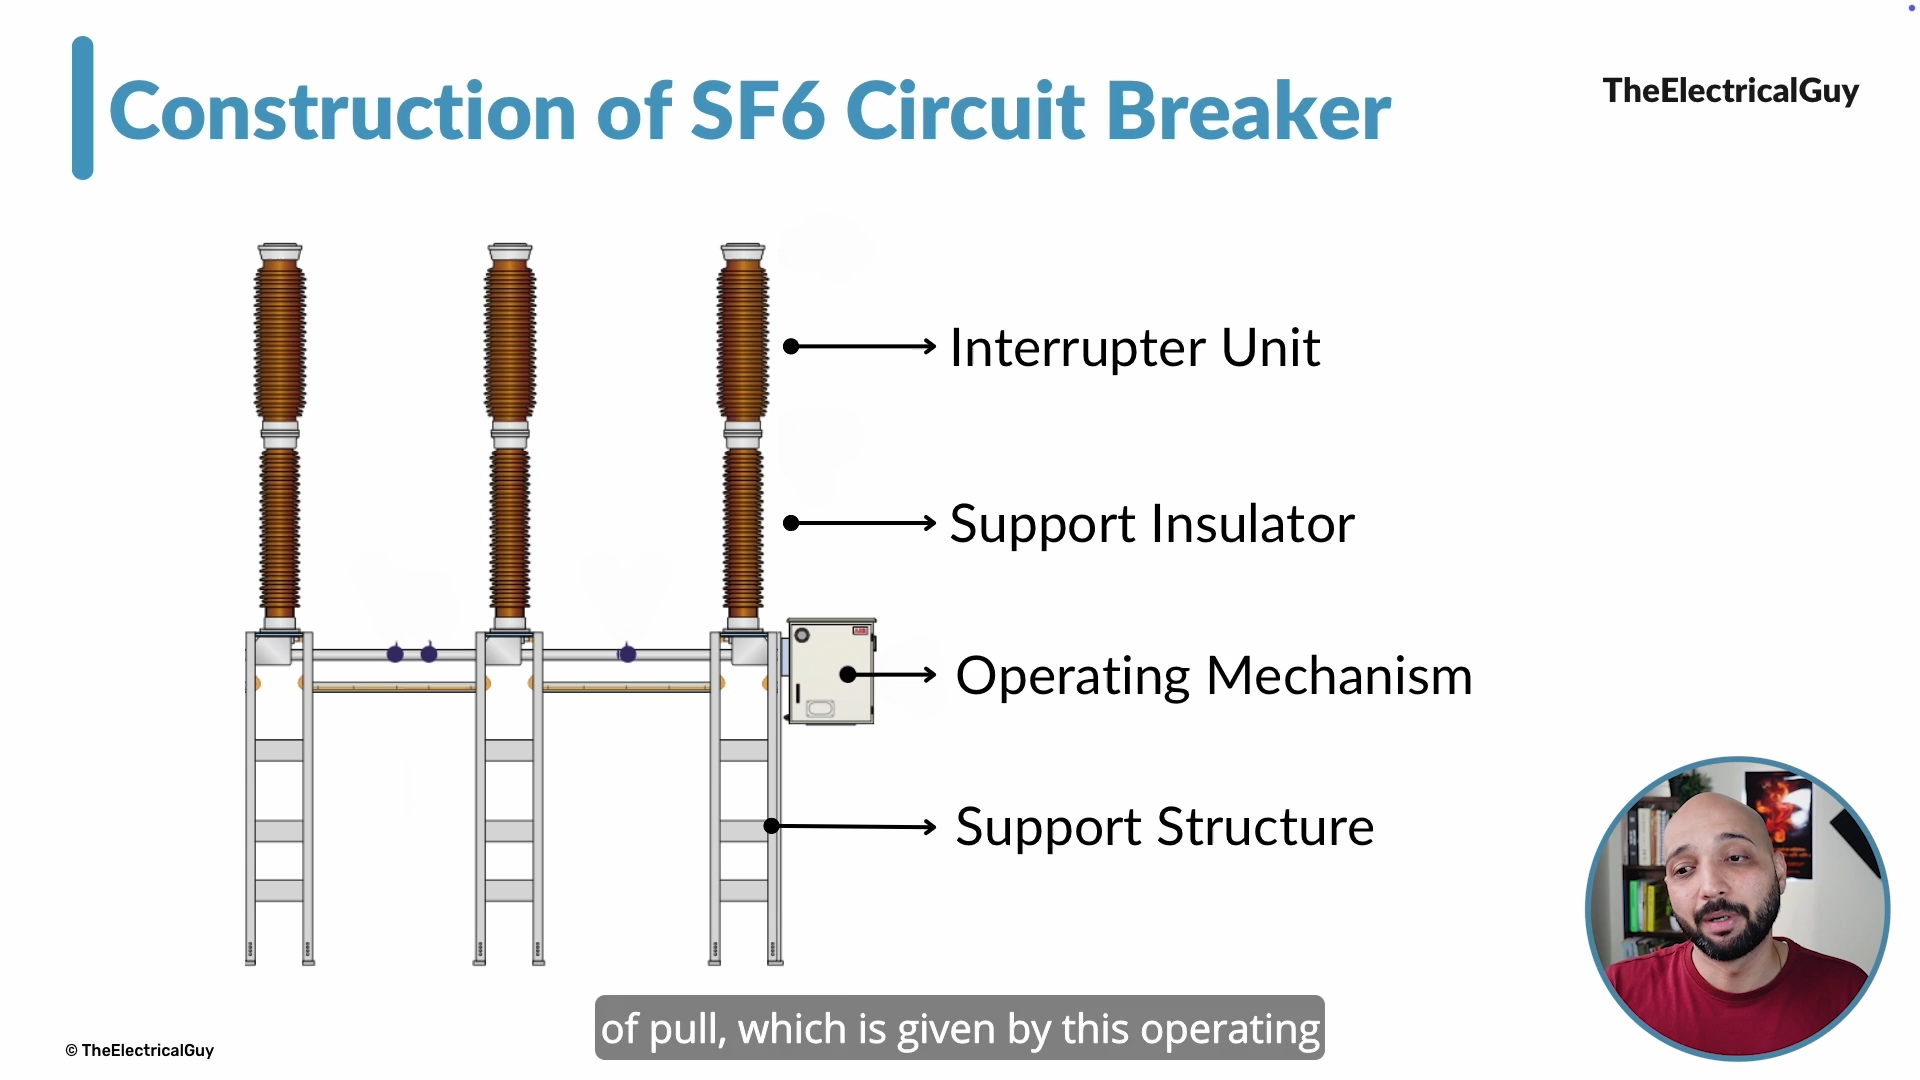 Construction of SF6 Circuit Breaker
TheElectricalGuy
Interrupter Unit
Support Insulator
ABB
Operating Mechanism
Support Structure
of pull, which is given by this operating
© TheElectricalGuy